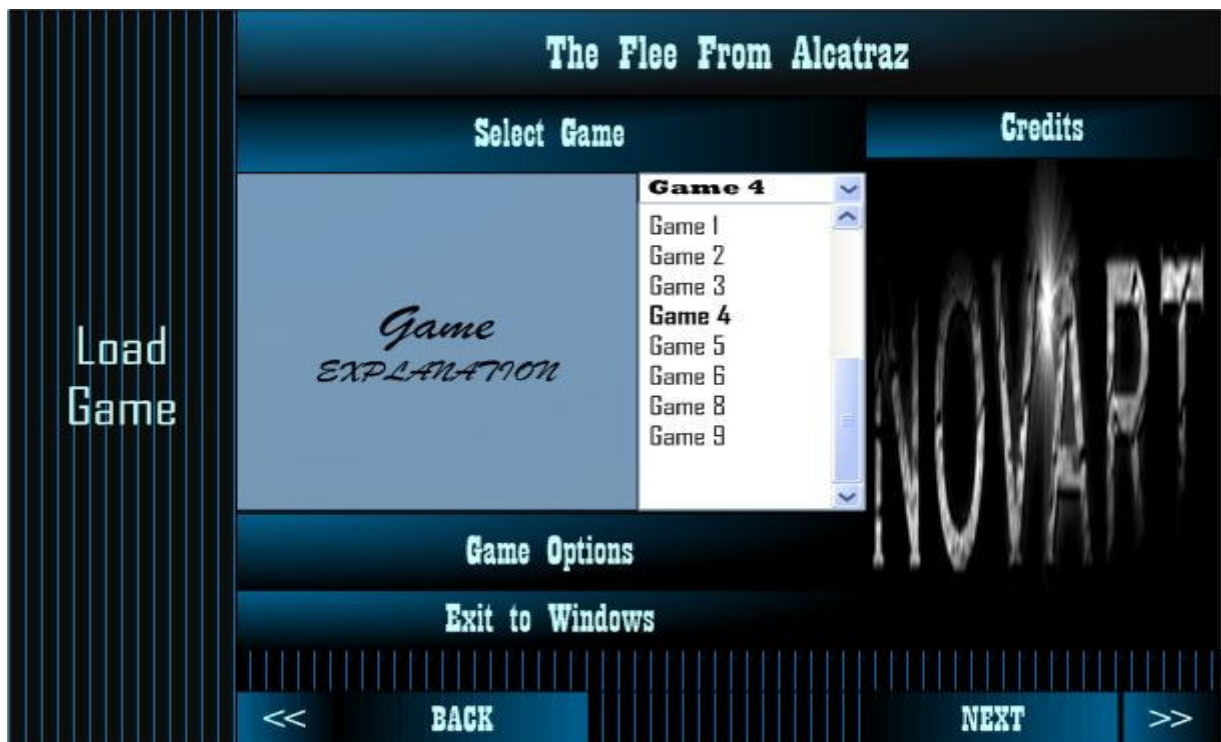 The Flee From Alcatraz
Select Game
Credits
Load
Game
Game
EXPLANATION
Game 4
Game 1
Game 2
Game 3
Game 4
Game 5
Game 6
Game 8
Game 9
NOVART
Game Options
Exit to Windows
<< BACK
NEXT >>